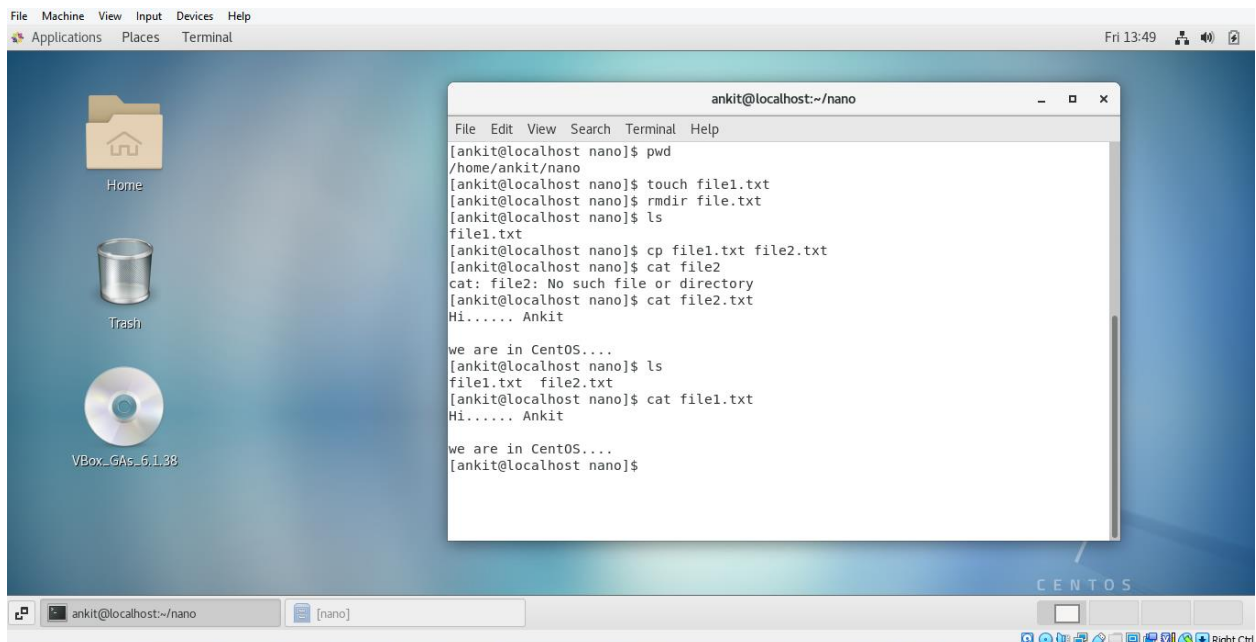 File Machine View Input Devices Help
Applications Places Terminal Fri 13:49
Home
Trash
VBox_GAs_6.1.38
ankit@localhost:~/nano
File Edit View Search Terminal Help
[ankit@localhost nano]$ pwd
/home/ankit/nano
[ankit@localhost nano]$ touch file1.txt
[ankit@localhost nano]$ rmdir file.txt
[ankit@localhost nano]$ ls
file1.txt
[ankit@localhost nano]$ cp file1.txt file2.txt
[ankit@localhost nano]$ cat file2
cat: file2: No such file or directory
[ankit@localhost nano]$ cat file2.txt
Hi...... Ankit
we are in CentOS....
[ankit@localhost nano]$ ls
file1.txt  file2.txt
[ankit@localhost nano]$ cat file1.txt
Hi...... Ankit
we are in CentOS....
[ankit@localhost nano]$
7
CENTOS
ankit@localhost:~/nano [nano]
Right Ctrl